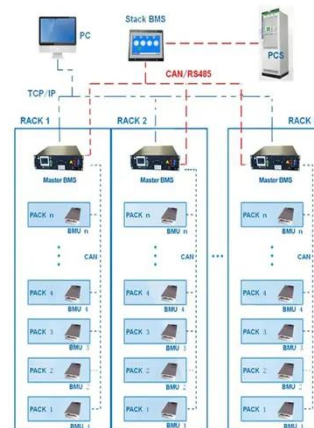 PC
Stack BMS
PCS
CAN/RS485
TCP/IP
RACK 1
RACK 2
RACK
Master BMS
Master BMS
Master BMS
PACK n
BMU n
CAN
PACK 4
BMU 4
PACK 3
BMU 3
PACK 2
BMU 2
PACK 1
BMU 1
PACK n
BMU n
CAN
PACK 4
BMU 4
PACK 3
BMU 3
PACK 2
BMU 2
PACK 1
BMU 1
PACK n
BMU n
CAN
PACK 4
BMU 4
PACK 3
BMU 3
PACK 2
BMU 2
PACK 1
BMU 1